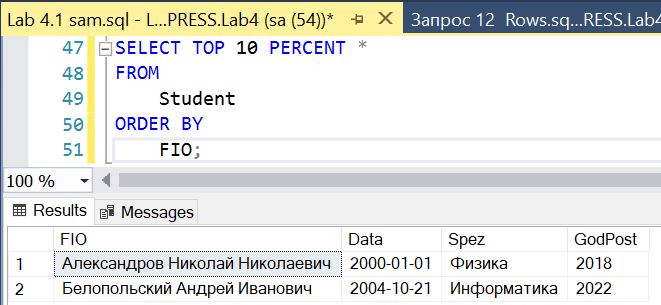 Lab 4.1 sam.sql - L...PRESS.Lab4 (sa (54))* Запрос 12 Rows.sq...RESS.Lab4
47 SELECT TOP 10 PERCENT *
48 FROM
49 Student
50 ORDER BY
51 FIO;
100 %
Results Messages
FIO Data Spez GodPost
1 Александров Николай Николаевич 2000-01-01 Физика 2018
2 Белопольский Андрей Иванович 2004-10-21 Информатика 2022